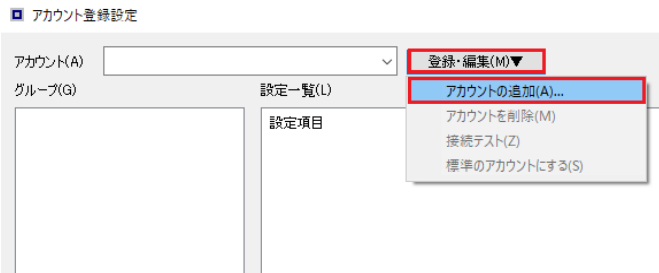 アカウント登録設定
アカウント(A)
登録・編集(M)▼
グループ(G)
設定一覧(L)
アカウントの追加(A)...
設定項目
アカウントを削除(M)
接続テスト(Z)
標準のアカウントにする(S)